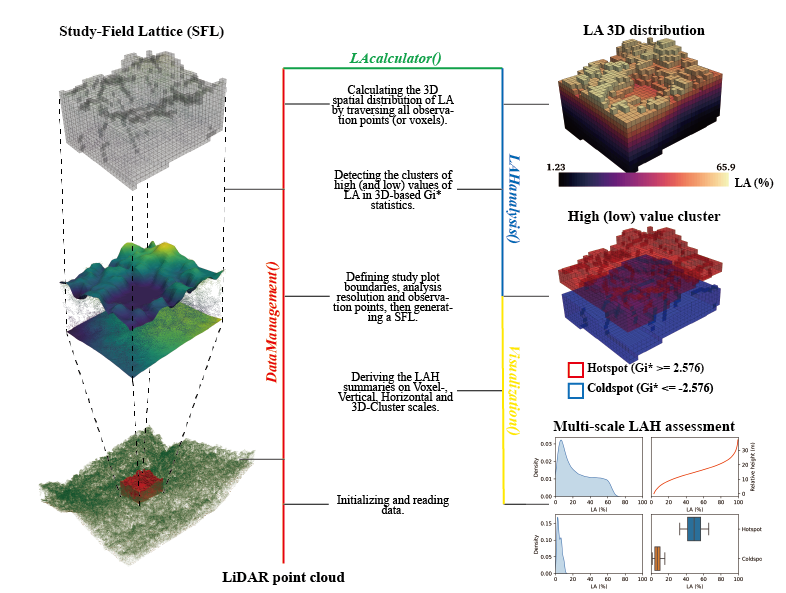 Study-Field Lattice (SFL)
LAcalculator()
LA 3D distribution
Calculating the 3D
spatial distribution of LA
by traversing all observa-
tion points (or voxels).
Detecting the clusters of
high (and low) values of
LA in 3D-based Gi*
statistics.
Defining study plot
boundaries, analysis
resolution and observa-
tion points, then generat-
ing a SFL.
Deriving the LAH
summaries on Voxel-,
Vertical, Horizontal and
3D-Cluster scales.
Initializing and reading
data.
DataManagement()
LAHanalysis()
Visualization()
LiDAR point cloud
1.23
65.9
LA (%)
High (low) value cluster
Hotspot (Gi* >= 2.576)
Coldspot (Gi* <= -2.576)
Multi-scale LAH assessment
0.03
0.02
0.01
0.00
Density
0 20 40 60 80 100
LA (%)
30
20
10
0
Relative height (m)
0 20 40 60 80 100
LA (%)
0.15
0.10
0.05
0.00
Density
0 20 40 60 80 100
LA (%)
Hotspot
Coldspo
0 20 40 60 80 100
LA (%)